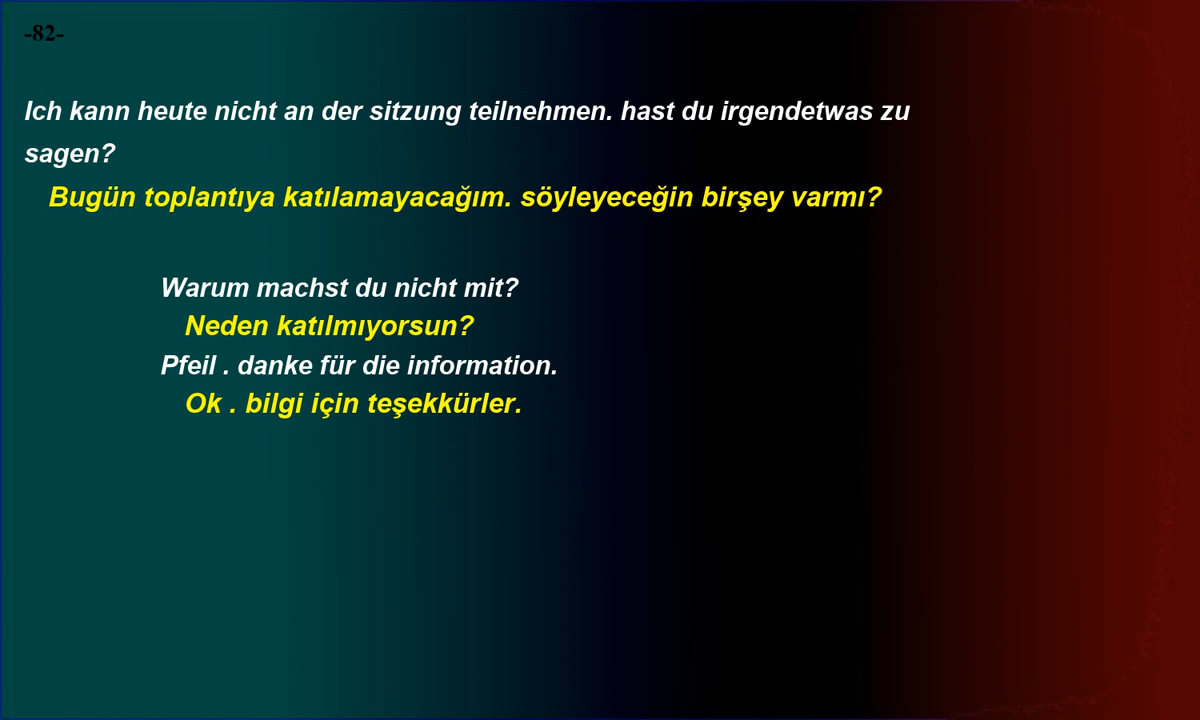 -82-
Ich kann heute nicht an der sitzung teilnehmen. hast du irgendetwas zu
sagen?
Bugün toplantıya katılamayacağım. söyleyeceğin birşey varmı?
Warum machst du nicht mit?
Neden katılmıyorsun?
Pfeil . danke für die information.
Ok . bilgi için teşekkürler.